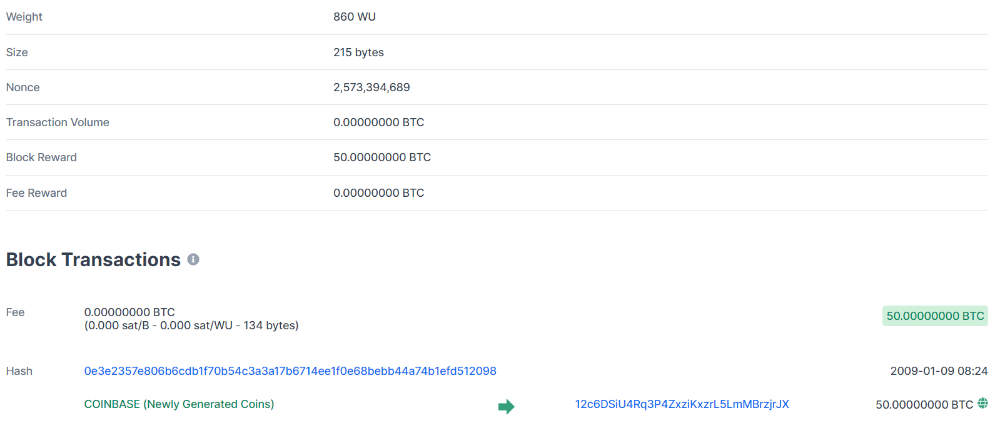 Weight 860 WU
Size 215 bytes
Nonce 2,573,394,689
Transaction Volume 0.00000000 BTC
Block Reward 50.00000000 BTC
Fee Reward 0.00000000 BTC
Block Transactions
Fee 0.00000000 BTC 50.00000000 BTC
(0.000 sat/B - 0.000 sat/WU - 134 bytes)
Hash 0e3e2357e806b6cdb1f70b54c3a3a17b6714ee1f0e68bebb44a74b1efd512098 2009-01-09 08:24
COINBASE (Newly Generated Coins) 12c6DSiU4Rq3P4ZxziKxzrL5LmMBrzjrJX 50.00000000 BTC